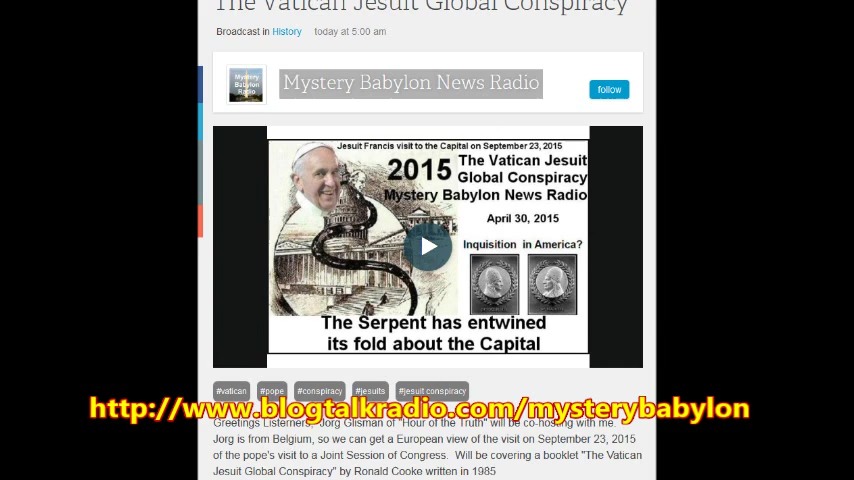 The Vatican Jesuit Global Conspiracy
Broadcast in History today at 5:00 am
Mystery
Babylon
Radio
Mystery Babylon News Radio
follow
Jesuit Francis visit to the Capital on September 23, 2015
2015 The Vatican Jesuit
Global Conspiracy
Mystery Babylon News Radio
April 30, 2015
Inquisition in America?
The Serpent has entwined
its fold about the Capital
#vatican #pope #conspiracy #jesuits #jesuit conspiracy
http://www.blogtalkradio.com/mysterybabylon
Greetings Listerners, Jorg Glisman of "Hour of the Truth" will be co-hosting with me.
Jorg is from Belgium, so we can get a European view of the visit on September 23, 2015
of the pope's visit to a Joint Session of Congress. Will be covering a booklet "The Vatican
Jesuit Global Conspiracy" by Ronald Cooke written in 1985